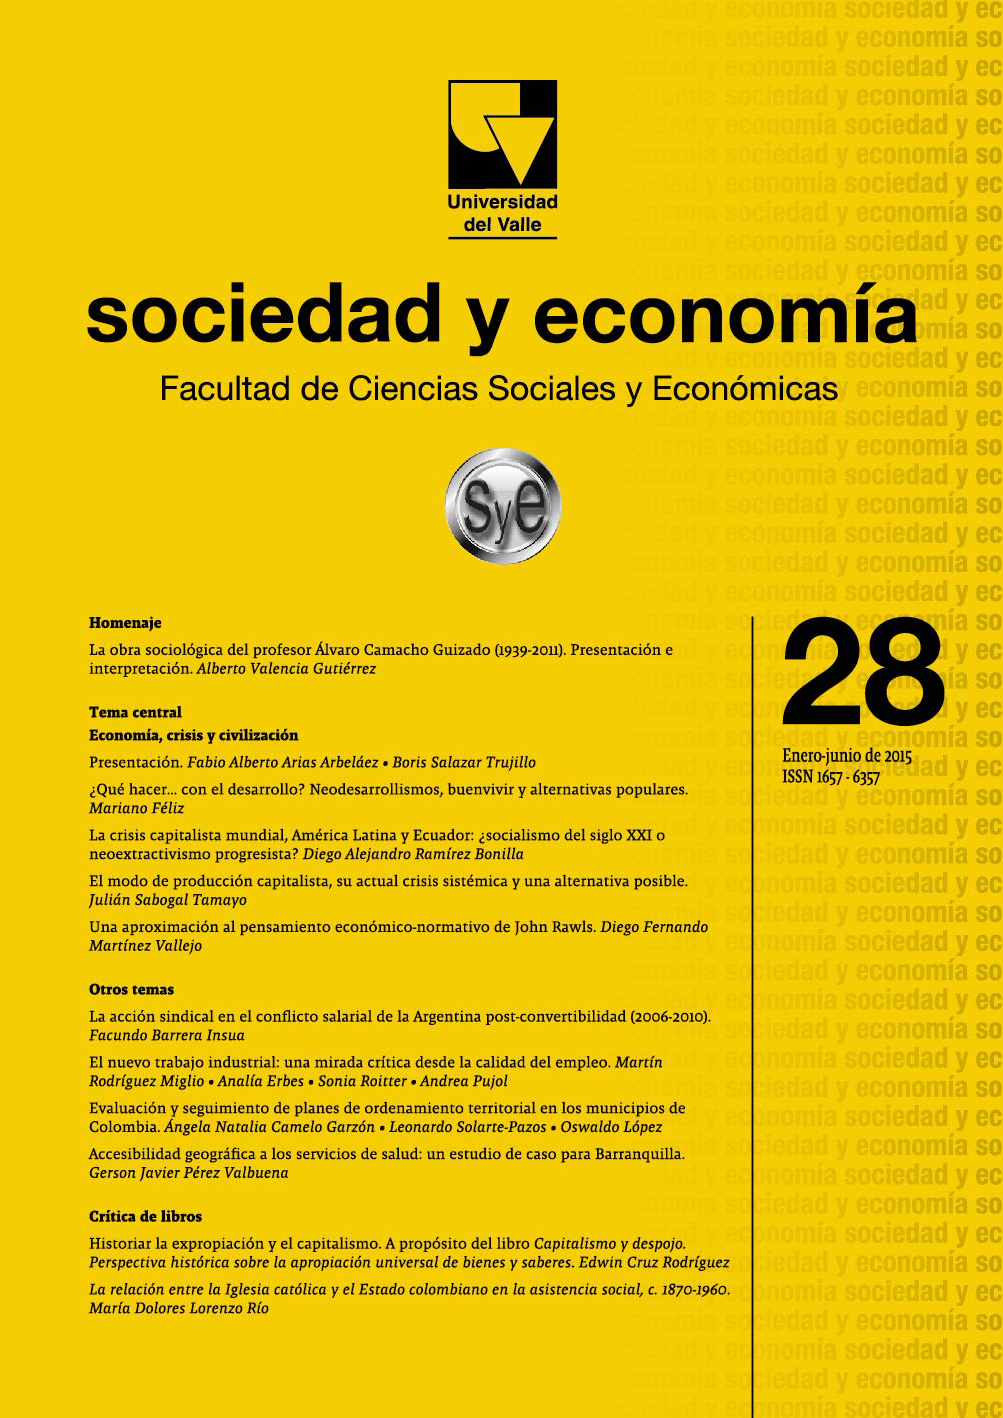 Universidad
del Valle
sociedad y economía
Facultad de Ciencias Sociales y Económicas
sye
Homenaje
La obra sociológica del profesor Álvaro Camacho Guizado (1939-2011). Presentación e
interpretación. Alberto Valencia Gutiérrez
Tema central
Economía, crisis y civilización
Presentación. Fabio Alberto Arias Arbeláez • Boris Salazar Trujillo
¿Qué hacer... con el desarrollo? Neodesarrollismos, buenvivir y alternativas populares.
Mariano Féliz
La crisis capitalista mundial, América Latina y Ecuador: ¿socialismo del siglo XXI o
neoextractivismo progresista? Diego Alejandro Ramírez Bonilla
El modo de producción capitalista, su actual crisis sistémica y una alternativa posible.
Julián Sabogal Tamayo
Una aproximación al pensamiento económico-normativo de John Rawls. Diego Fernando
Martínez Vallejo
Otros temas
La acción sindical en el conflicto salarial de la Argentina post-convertibilidad (2006-2010).
Facundo Barrera Insua
El nuevo trabajo industrial: una mirada crítica desde la calidad del empleo. Martín
Rodríguez Miglio • Analía Erbes • Sonia Roitter • Andrea Pujol
Evaluación y seguimiento de planes de ordenamiento territorial en los municipios de
Colombia. Ángela Natalia Camelo Garzón • Leonardo Solarte-Pazos • Oswaldo López
Accesibilidad geográfica a los servicios de salud: un estudio de caso para Barranquilla.
Gerson Javier Pérez Valbuena
Crítica de libros
Historiar la expropiación y el capitalismo. A propósito del libro Capitalismo y despojo.
Perspectiva histórica sobre la apropiación universal de bienes y saberes. Edwin Cruz Rodríguez
La relación entre la Iglesia católica y el Estado colombiano en la asistencia social, c. 1870-1960.
María Dolores Lorenzo Río
28
Enero-junio de 2015
ISSN 1657 - 6357